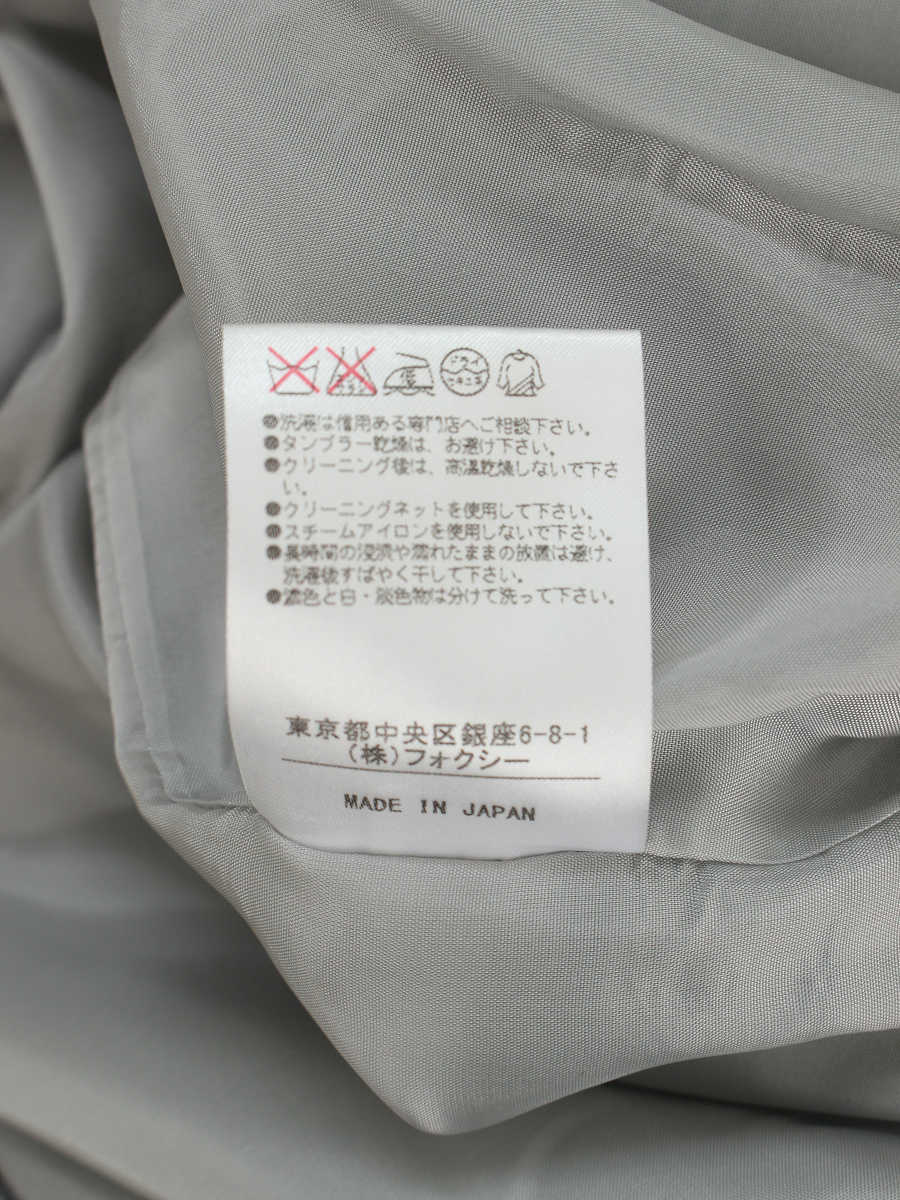 低
ドライ
セキユ系
●洗濯は信用ある専門店へご相談下さい。
●タンブラー乾燥は、お避け下さい。
●クリーニング後は、高温乾燥しないで下さ
い。
●クリーニングネットを使用して下さい。
●スチームアイロンを使用しないで下さい。
●長時間の浸漬や濡れたままの放置は避け、
洗濯後すばやく干して下さい。
●濃色と白・淡色物は分けて洗って下さい。
東京都中央区銀座6-8-1
(株)フォクシー
MADE IN JAPAN